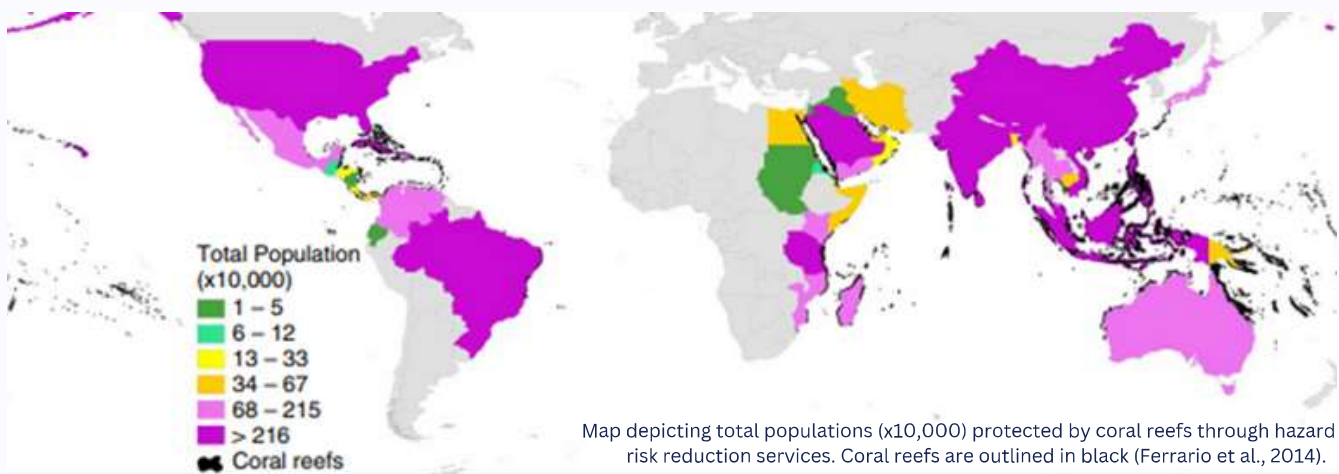 Total Population
(x10,000)
1 – 5
6 – 12
13 – 33
34 – 67
68 – 215
> 216
Coral reefs
Map depicting total populations (x10,000) protected by coral reefs through hazard
risk reduction services. Coral reefs are outlined in black (Ferrario et al., 2014).